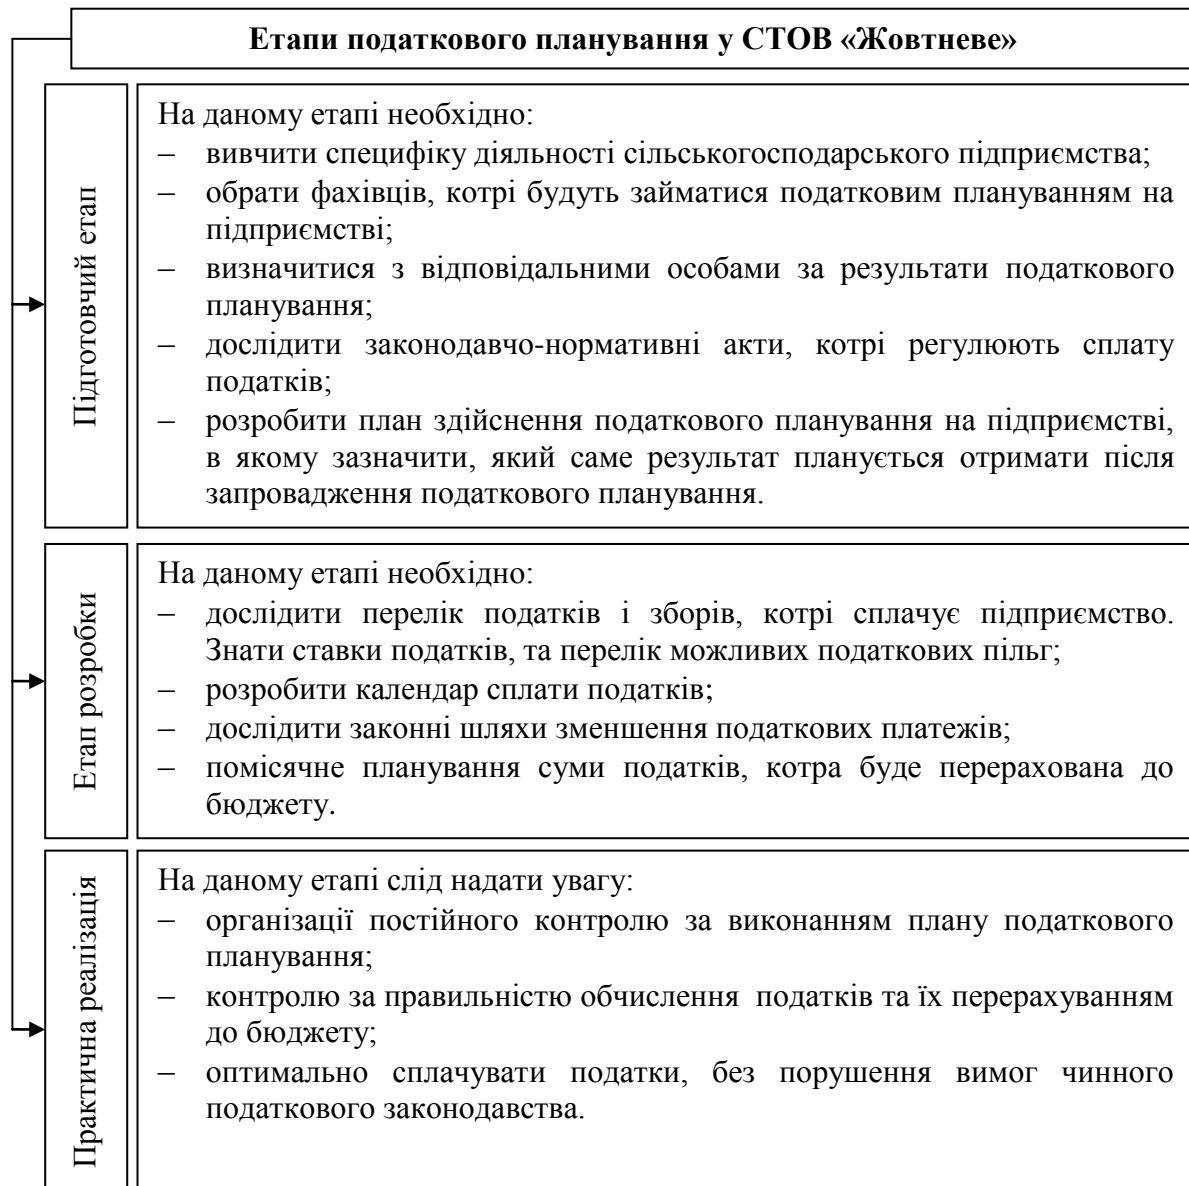 Етапи податкового планування у СТОВ «Жовтневе»
Підготовчий етап
На даному етапі необхідно:
– вивчити специфіку діяльності сільськогосподарського підприємства;
– обрати фахівців, котрі будуть займатися податковим плануванням на
підприємстві;
– визначитися з відповідальними особами за результати податкового
планування;
– дослідити законодавчо-нормативні акти, котрі регулюють сплату
податків;
– розробити план здійснення податкового планування на підприємстві,
в якому зазначити, який саме результат планується отримати після
запровадження податкового планування.
Етап розробки
На даному етапі необхідно:
– дослідити перелік податків і зборів, котрі сплачує підприємство.
Знати ставки податків, та перелік можливих податкових пільг;
– розробити календар сплати податків;
– дослідити законні шляхи зменшення податкових платежів;
– помісячне планування суми податків, котра буде перерахована до
бюджету.
Практична реалізація
На даному етапі слід надати увагу:
– організації постійного контролю за виконанням плану податкового
планування;
– контролю за правильністю обчислення податків та їх перерахуванням
до бюджету;
– оптимально сплачувати податки, без порушення вимог чинного
податкового законодавства.